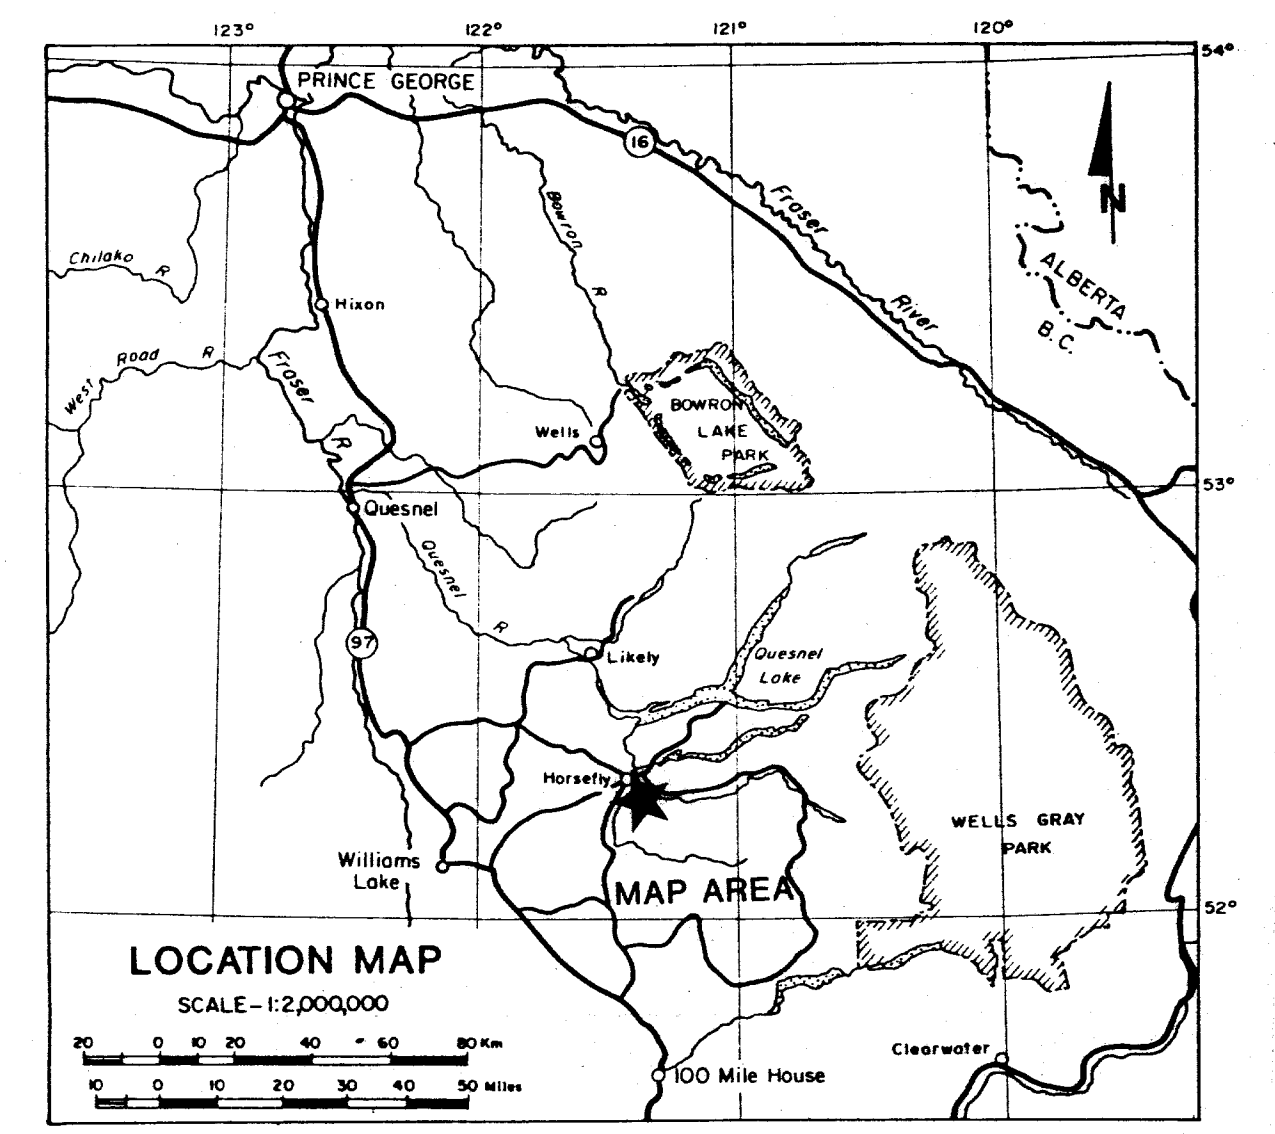 123° 122° 121° 120°
54°
PRINCE GEORGE
16
N
Bowron
R
Fraser
River
Chilako R
ALBERTA
B.C.
Hixon
West Road R
Fraser
R
BOWRON
LAKE
PARK
Wells
53°
Quesnel
Quesnel
R
97
Likely
Quesnel
Lake
Horsefly
WELLS GRAY
PARK
Williams
Lake
MAP AREA
52°
LOCATION MAP
SCALE-1:2,000,000
20 0 10 20 40 60 80 Km
10 0 10 20 30 40 50 Miles
Clearwater
100 Mile House